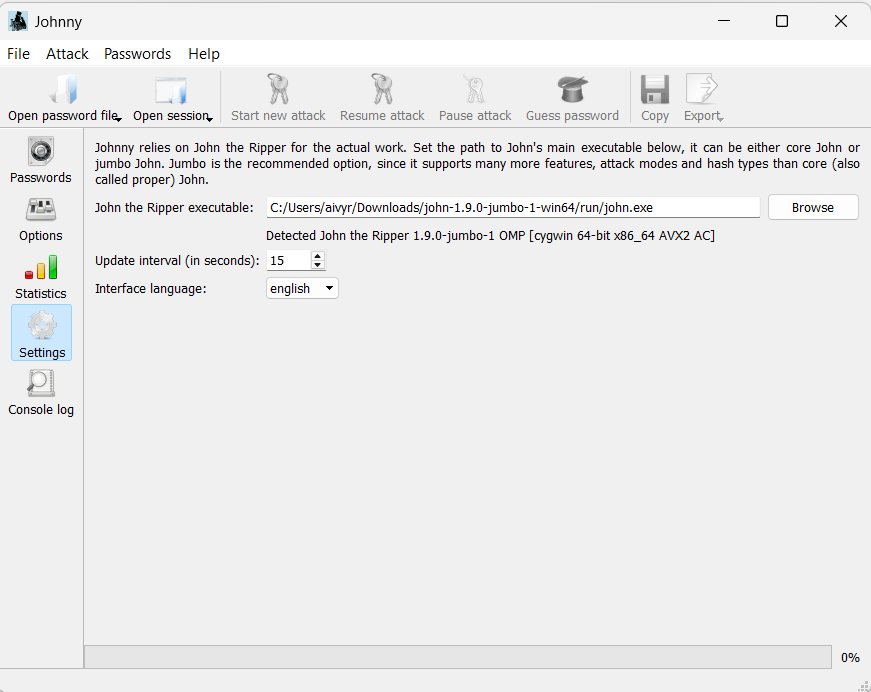 Johnny
File Attack Passwords Help
Open password file Open session Start new attack Resume attack Pause attack Guess password Copy Export
Passwords
Options
Statistics
Settings
Console log
Johnny relies on John the Ripper for the actual work. Set the path to John's main executable below, it can be either core John or
jumbo John. Jumbo is the recommended option, since it supports many more features, attack modes and hash types than core (also
called proper) John.
John the Ripper executable: C:/Users/aivyr/Downloads/john-1.9.0-jumbo-1-win64/run/john.exe Browse
Detected John the Ripper 1.9.0-jumbo-1 OMP [cygwin 64-bit x86_64 AVX2 AC]
Update interval (in seconds): 15
Interface language: english
0%